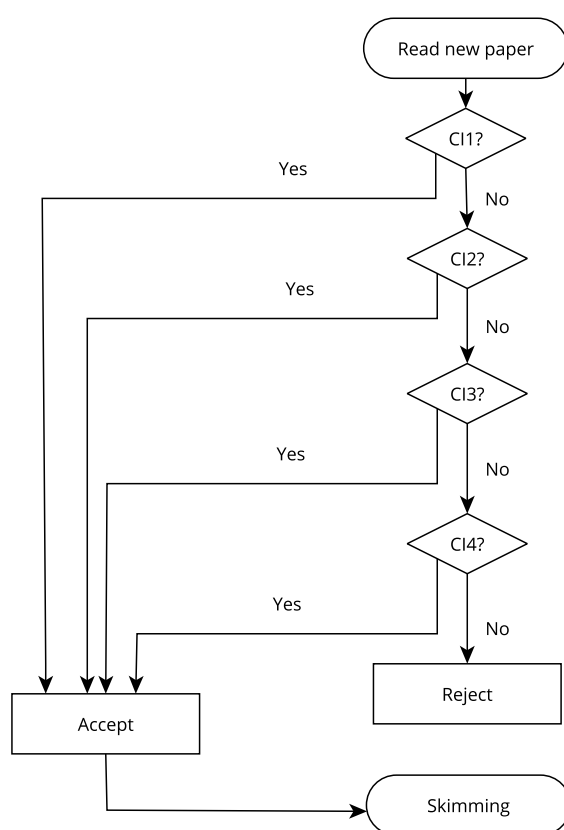 Read new paper
CI1?
Yes
No
CI2?
Yes
No
CI3?
Yes
No
CI4?
Yes
No
Reject
Accept
Skimming